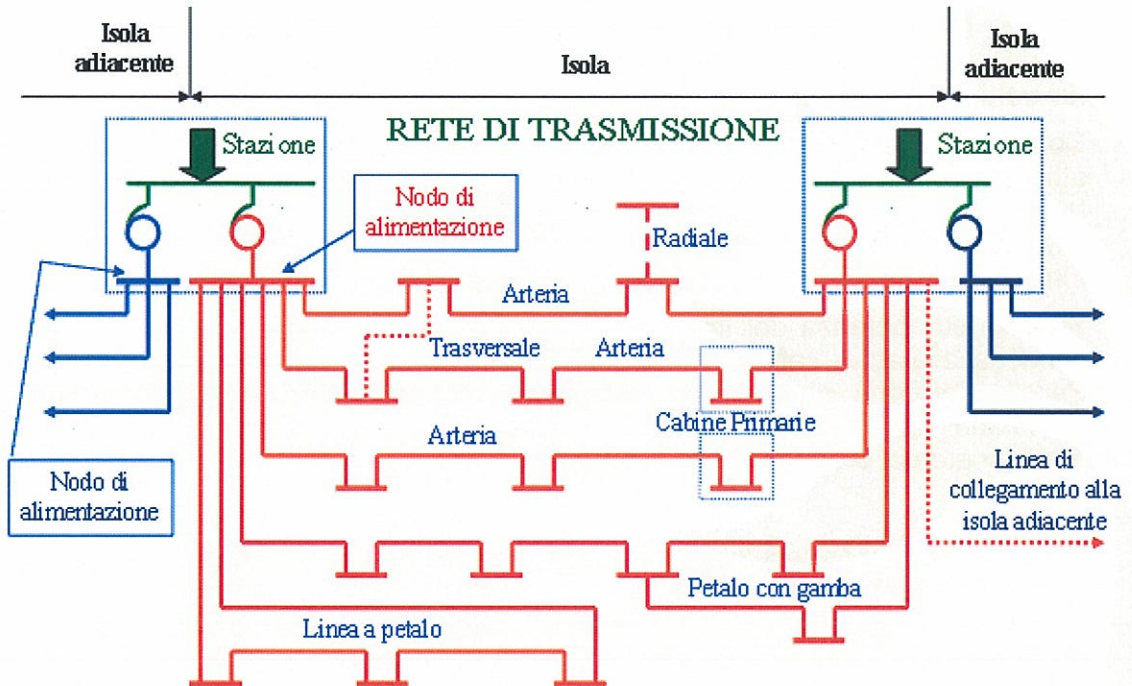 Isola
adiacente
Isola
Isola
adiacente
RETE DI TRASMISSIONE
Stazione
Stazione
Nodo di
alimentazione
Radiale
Arteria
Trasversale
Arteria
Cabine Primarie
Arteria
Nodo di
alimentazione
Linea di
collegamento alla
isola adiacente
Petalo con gamba
Linea a petalo